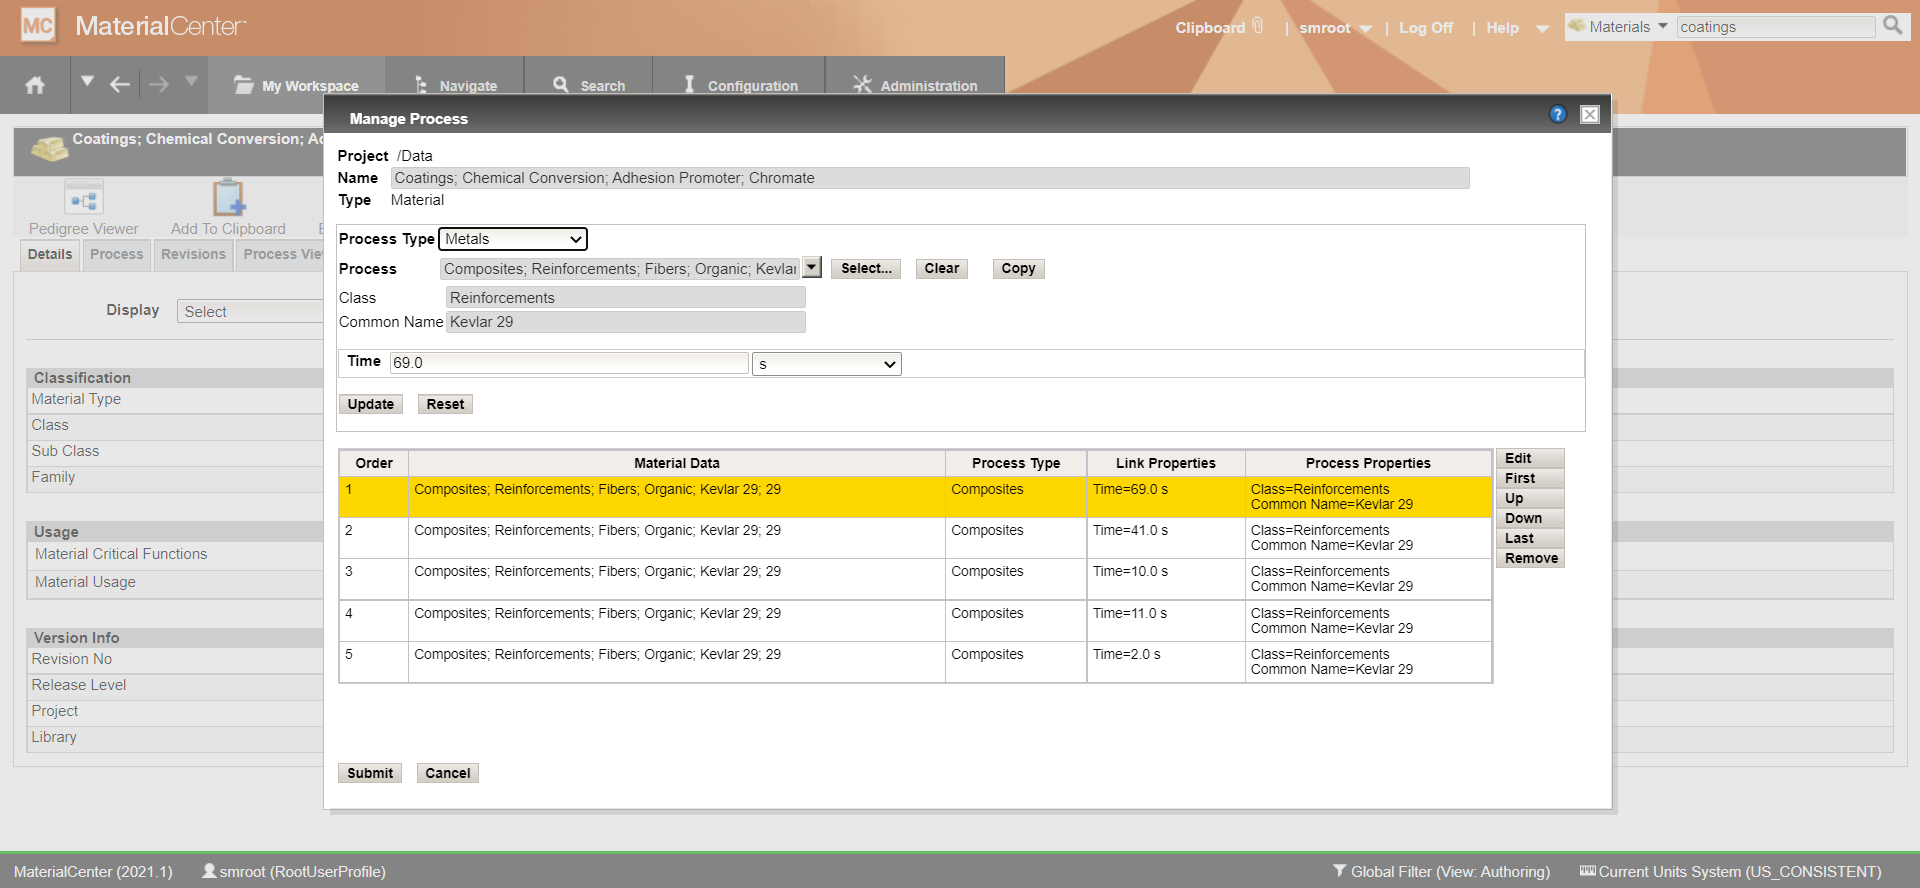 MC MaterialCenter
Clipboard | smroot | Log Off | Help Materials coatings
My Workspace Navigate Search Configuration Administration
Coatings; Chemical Conversion; Ad
Pedigree Viewer Add To Clipboard
Details Process Revisions Process Vie
Display Select
Classification
Material Type
Class
Sub Class
Family
Usage
Material Critical Functions
Material Usage
Version Info
Revision No
Release Level
Project
Library
Manage Process ?
Project /Data
Name Coatings; Chemical Conversion; Adhesion Promoter; Chromate
Type Material
Process Type Metals
Process Composites; Reinforcements; Fibers; Organic; Kevlar Select... Clear Copy
Class Reinforcements
Common Name Kevlar 29
Time 69.0 s
Update Reset
Order Material Data Process Type Link Properties Process Properties
1 Composites; Reinforcements; Fibers; Organic; Kevlar 29; 29 Composites Time=69.0 s Class=Reinforcements
Common Name=Kevlar 29
2 Composites; Reinforcements; Fibers; Organic; Kevlar 29; 29 Composites Time=41.0 s Class=Reinforcements
Common Name=Kevlar 29
3 Composites; Reinforcements; Fibers; Organic; Kevlar 29; 29 Composites Time=10.0 s Class=Reinforcements
Common Name=Kevlar 29
4 Composites; Reinforcements; Fibers; Organic; Kevlar 29; 29 Composites Time=11.0 s Class=Reinforcements
Common Name=Kevlar 29
5 Composites; Reinforcements; Fibers; Organic; Kevlar 29; 29 Composites Time=2.0 s Class=Reinforcements
Common Name=Kevlar 29
Edit
First
Up
Down
Last
Remove
Submit Cancel
MaterialCenter (2021.1) smroot (RootUserProfile) Global Filter (View: Authoring) Current Units System (US_CONSISTENT)